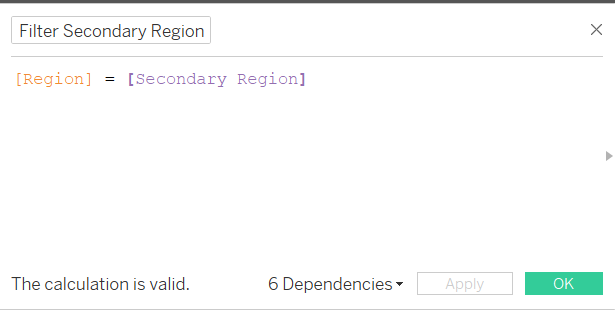 Filter Secondary Region
[Region] = [Secondary Region]
The calculation is valid. 6 Dependencies Apply OK